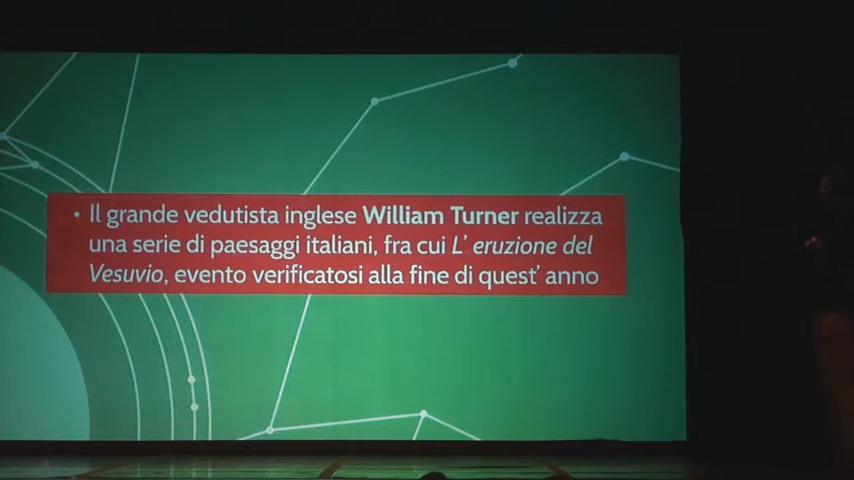 • Il grande vedutista inglese William Turner realizza
una serie di paesaggi italiani, fra cui L' eruzione del
Vesuvio, evento verificatosi alla fine di quest' anno